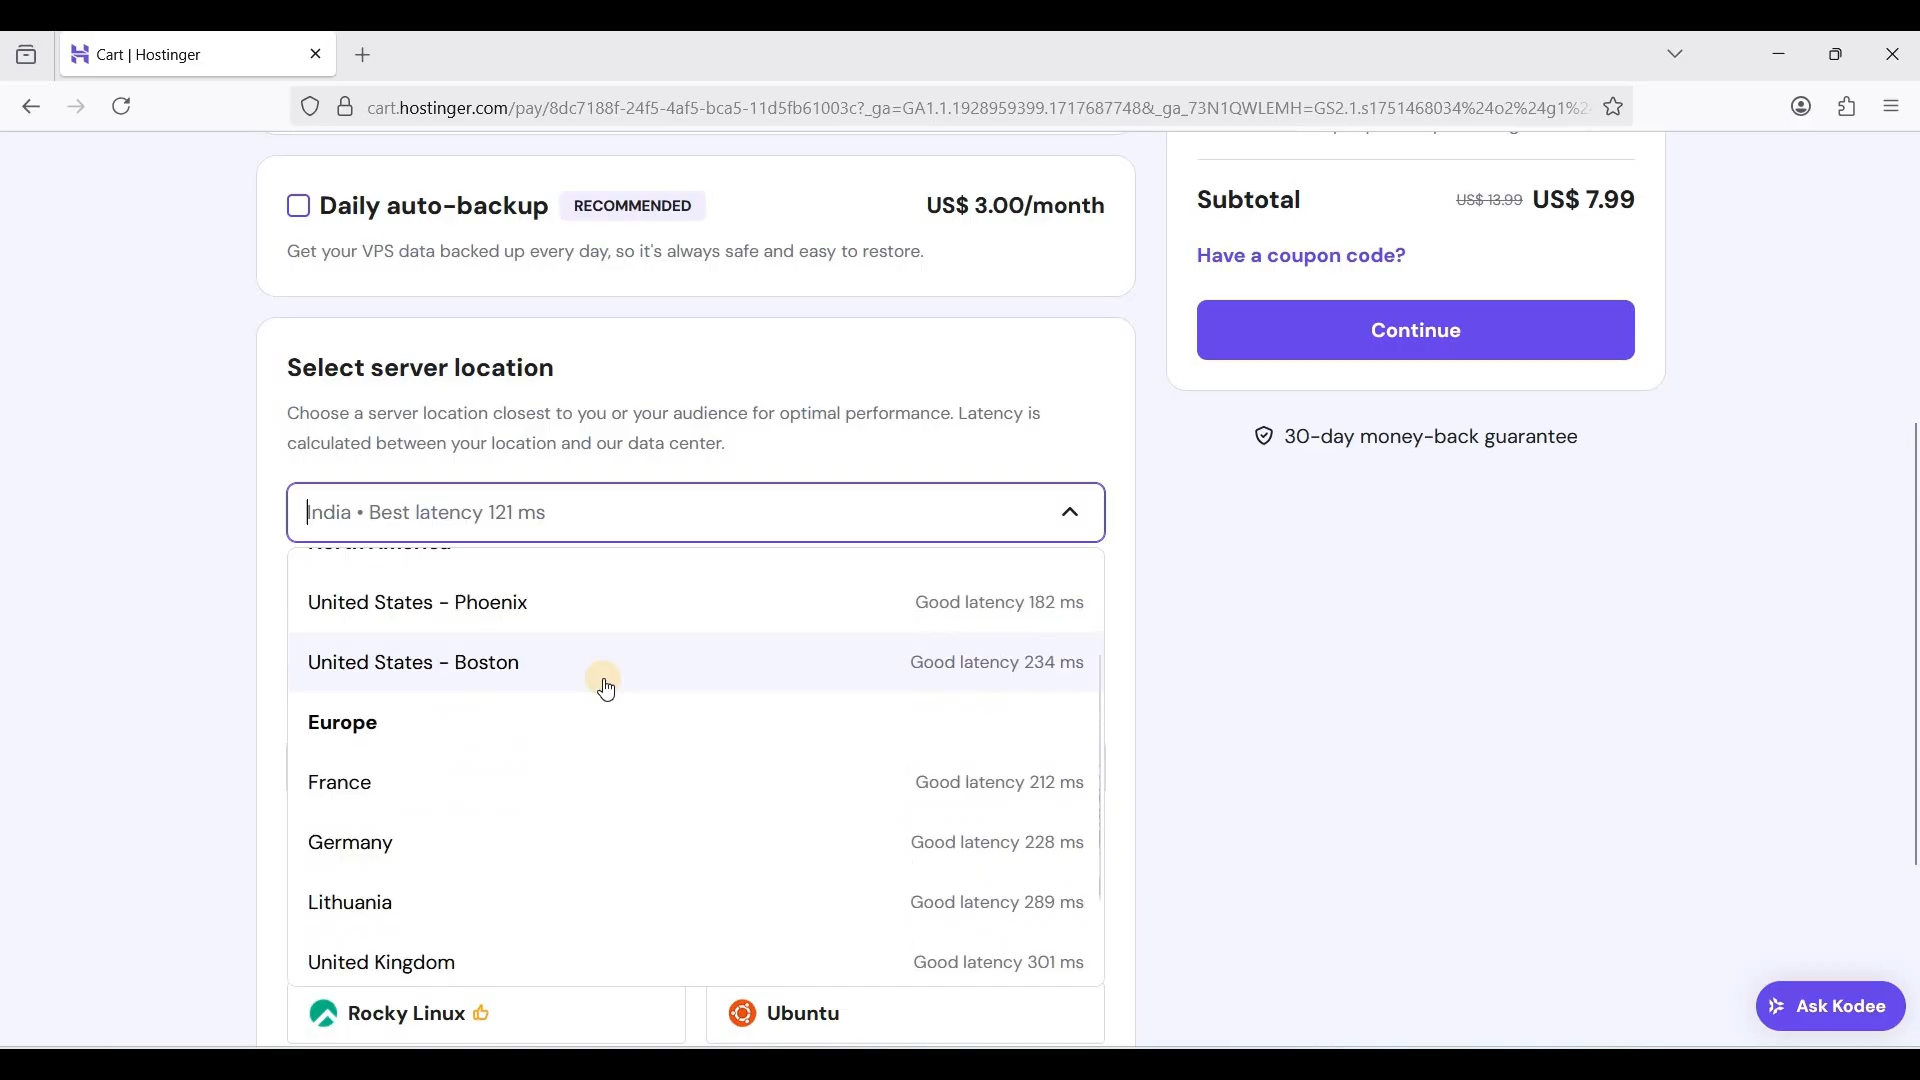 Cart | Hostinger
cart.hostinger.com/pay/8dc7188f-24f5-4af5-bca5-11d5fb61003c?_ga=GA1.1.1928959399.1717687748&_ga_73N1QWLEMH=GS2.1.s1751468034%24o2%24g1%2
Daily auto-backup RECOMMENDED US$ 3.00/month
Get your VPS data backed up every day, so it's always safe and easy to restore.
Subtotal US$ 13.99 US$ 7.99
Have a coupon code?
Continue
30-day money-back guarantee
Select server location
Choose a server location closest to you or your audience for optimal performance. Latency is
calculated between your location and our data center.
India • Best latency 121 ms
United States - Phoenix Good latency 182 ms
United States - Boston Good latency 234 ms
Europe
France Good latency 212 ms
Germany Good latency 228 ms
Lithuania Good latency 289 ms
United Kingdom Good latency 301 ms
Rocky Linux Ubuntu
Ask Kodee